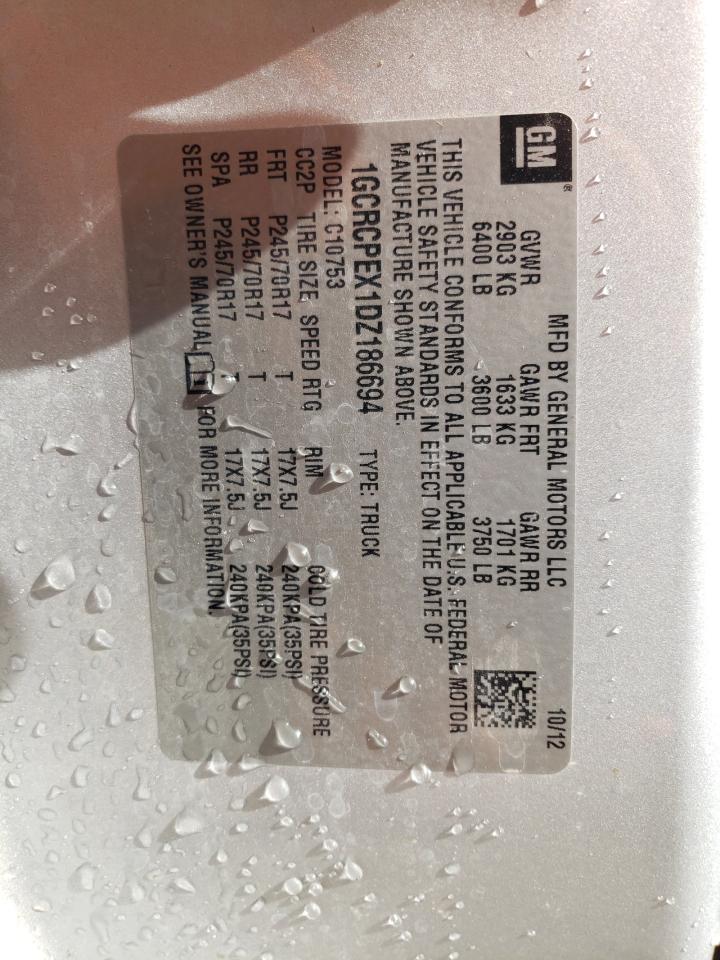 GM®
MFD BY GENERAL MOTORS LLC 10/12
GVWR GAWR FRT GAWR RR
2903 KG 1633 KG 1701 KG
6400 LB 3600 LB 3750 LB
THIS VEHICLE CONFORMS TO ALL APPLICABLE U.S. FEDERAL MOTOR
VEHICLE SAFETY STANDARDS IN EFFECT ON THE DATE OF
MANUFACTURE SHOWN ABOVE.
1GCRCPEX1DZ186694 TYPE: TRUCK
MODEL: C10753
CC2P TIRE SIZE SPEED RTG RIM COLD TIRE PRESSURE
FRT P245/70R17 T 17X7.5J 240KPA(35PSI)
RR P245/70R17 T 17X7.5J 240KPA(35PSI)
SPA P245/70R17 T 17X7.5J 240KPA(35PSI)
SEE OWNER'S MANUAL FOR MORE INFORMATION.